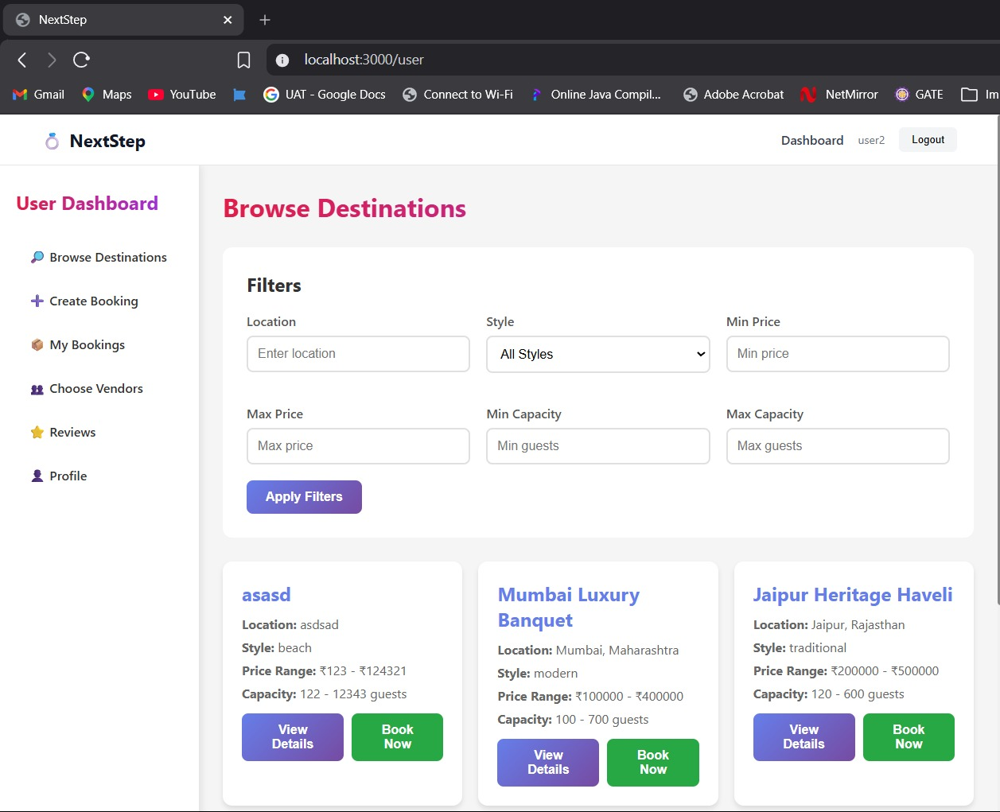 NextStep
localhost:3000/user
Gmail Maps YouTube UAT - Google Docs Connect to Wi-Fi Online Java Compil... Adobe Acrobat NetMirror GATE Im
NextStep
Dashboard user2 Logout
User Dashboard
Browse Destinations
Create Booking
My Bookings
Choose Vendors
Reviews
Profile
Browse Destinations
Filters
Location Style Min Price
Enter location All Styles Min price
Max Price Min Capacity Max Capacity
Max price Min guests Max guests
Apply Filters
asasd
Location: asdsad
Style: beach
Price Range: ₹123 - ₹124321
Capacity: 122 - 12343 guests
View
Details
Book
Now
Mumbai Luxury
Banquet
Location: Mumbai, Maharashtra
Style: modern
Price Range: ₹100000 - ₹400000
Capacity: 100 - 700 guests
View
Details
Book
Now
Jaipur Heritage Haveli
Location: Jaipur, Rajasthan
Style: traditional
Price Range: ₹200000 - ₹500000
Capacity: 120 - 600 guests
View
Details
Book
Now